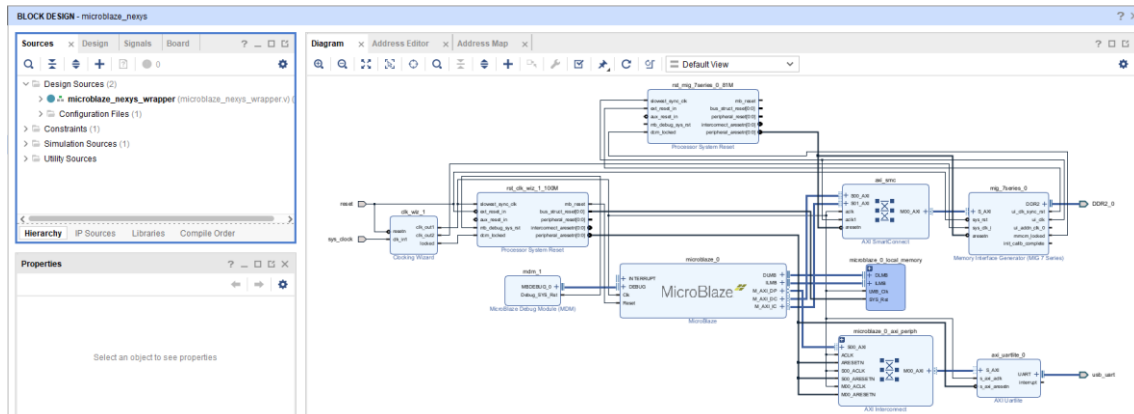 BLOCK DESIGN - microblaze_nexys
Sources Design Signals Board
0
Design Sources (2)
microblaze_nexys_wrapper (microblaze_nexys_wrapper.v) (
Configuration Files (1)
Constraints (1)
Simulation Sources (1)
Utility Sources
Hierarchy IP Sources Libraries Compile Order
Properties
Select an object to see properties
Diagram Address Editor Address Map
Default View
rst_mig_7series_0_81M
slowest_sync_clk mb_reset
ext_reset_in bus_struct_reset[0:0]
aux_reset_in peripheral_reset[0:0]
mb_debug_sys_rst interconnect_aresetn[0:0]
dcm_locked peripheral_aresetn[0:0]
Processor System Reset
reset
sys_clock
clk_wiz_1
resetn clk_out1
clk_in1 clk_out2
locked
Clocking Wizard
rst_clk_wiz_1_100M
slowest_sync_clk mb_reset
ext_reset_in bus_struct_reset[0:0]
aux_reset_in peripheral_reset[0:0]
mb_debug_sys_rst interconnect_aresetn[0:0]
dcm_locked peripheral_aresetn[0:0]
Processor System Reset
mdm_1
MBDEBUG_0
Debug_SYS_Rst
MicroBlaze Debug Module (MDM)
microblaze_0
INTERRUPT DLMB
DEBUG ILMB
Clk M_AXI_DP
Reset M_AXI_DC
M_AXI_IC
MicroBlaze
MicroBlaze
axi_smc
S00_AXI
S01_AXI
aclk M00_AXI
aclk1
aresetn
AXI SmartConnect
mig_7series_0
DDR2
S_AXI ui_clk_sync_rst
sys_rst ui_clk
sys_clk_i ui_addn_clk_0
aresetn mmcm_locked
init_calib_complete
Memory Interface Generator (MIG 7 Series)
DDR2_0
microblaze_0_local_memory
DLMB
ILMB
LMB_Clk
SYS_Rst
microblaze_0_axi_periph
S00_AXI
ACLK
ARESETN
S00_ACLK M00_AXI
S00_ARESETN
M00_ACLK
M00_ARESETN
AXI Interconnect
axi_uartlite_0
S_AXI UART
s_axi_aclk interrupt
s_axi_aresetn
AXI Uartlite
usb_uart